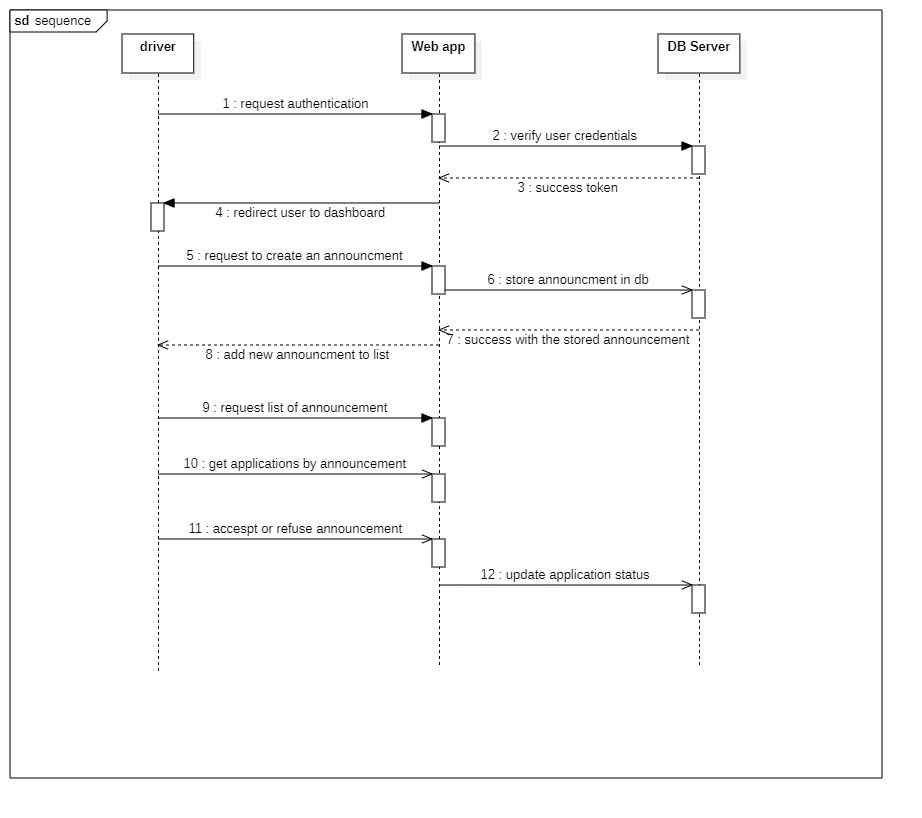 sd sequence
driver
Web app
DB Server
1 : request authentication
2 : verify user credentials
3 : success token
4 : redirect user to dashboard
5 : request to create an announcment
6 : store announcment in db
7 : success with the stored announcement
8 : add new announcment to list
9 : request list of announcement
10 : get applications by announcement
11 : accespt or refuse announcement
12 : update application status